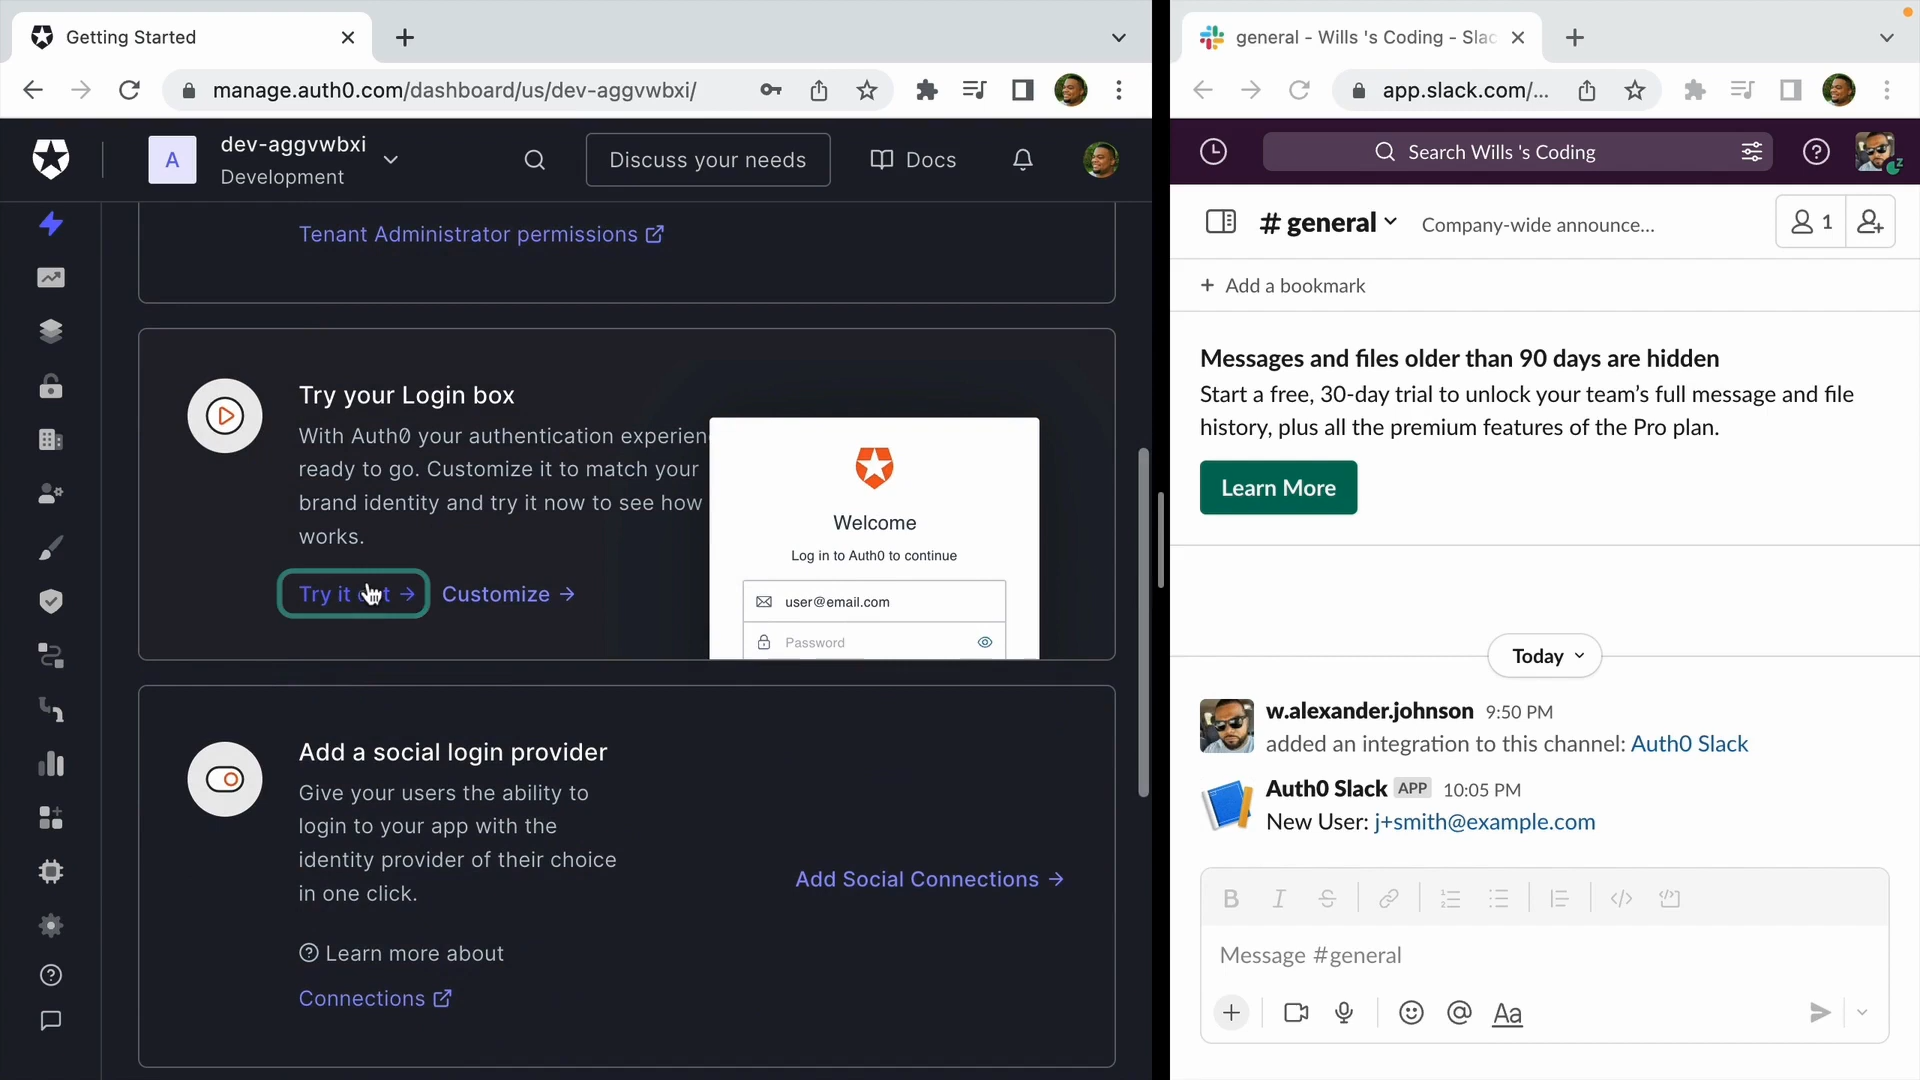 Getting Started
manage.auth0.com/dashboard/us/dev-aggvwbxi/
A
dev-aggvwbxi
Development
Discuss your needs
Docs
Tenant Administrator permissions
Try your Login box
With Auth0 your authentication experien
ready to go. Customize it to match your
brand identity and try it now to see how
works.
Try it
Customize →
Welcome
Log in to Auth0 to continue
user@email.com
Password
Add a social login provider
Give your users the ability to
login to your app with the
identity provider of their choice
in one click.
Add Social Connections →
Learn more about
Connections
general - Wills 's Coding - Slac
app.slack.com/...
Search Wills 's Coding
# general
Company-wide announce...
1
+ Add a bookmark
Messages and files older than 90 days are hidden
Start a free, 30-day trial to unlock your team's full message and file
history, plus all the premium features of the Pro plan.
Learn More
Today
w.alexander.johnson 9:50 PM
added an integration to this channel: Auth0 Slack
Auth0 Slack APP 10:05 PM
New User: j+smith@example.com
Message #general